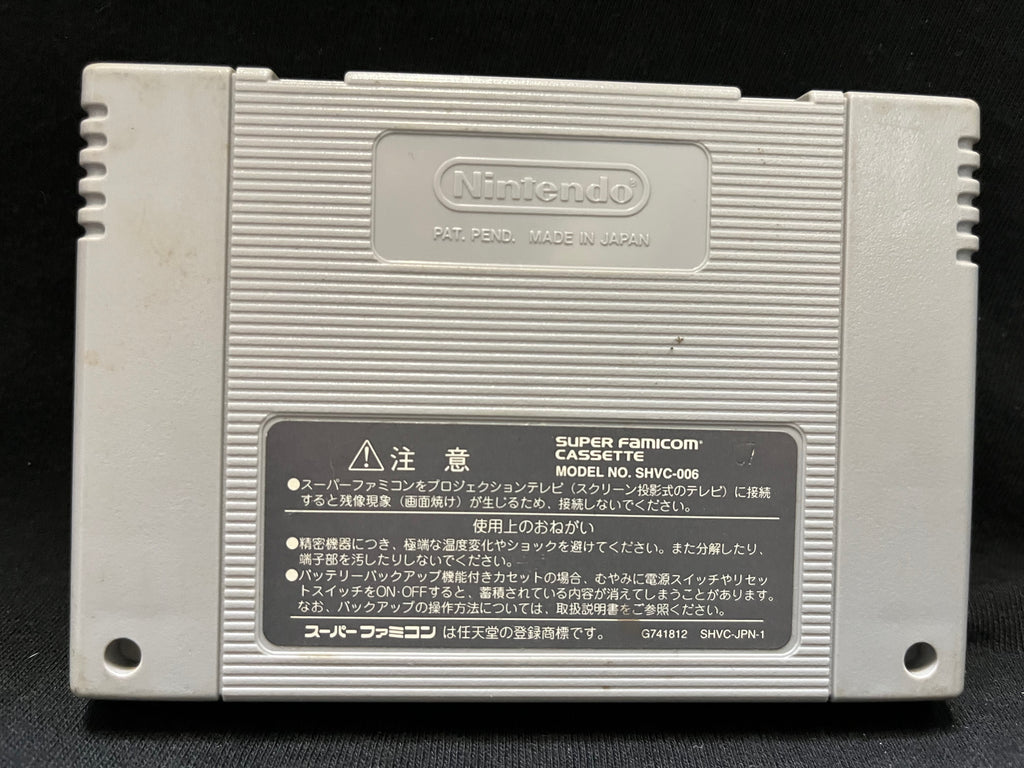 Nintendo®
PAT. PEND. MADE IN JAPAN
⚠注 意
SUPER FAMICOM®
CASSETTE
MODEL NO. SHVC-006
●スーパーファミコンをプロジェクションテレビ（スクリーン投影式のテレビ）に接続
すると残像現象（画面焼け）が生じるため、接続しないでください。
使用上のおねがい
●精密機器につき、極端な温度変化やショックを避けてください。また分解したり、
端子部を汚したりしないでください。
●バッテリーバックアップ機能付きカセットの場合、むやみに電源スイッチやリセッ
トスイッチをON・OFFすると、蓄積されている内容が消えてしまうことがあります。
なお、バックアップの操作方法については、取扱説明書をご参照ください。
スーパーファミコン は任天堂の登録商標です。
G741812 SHVC-JPN-1